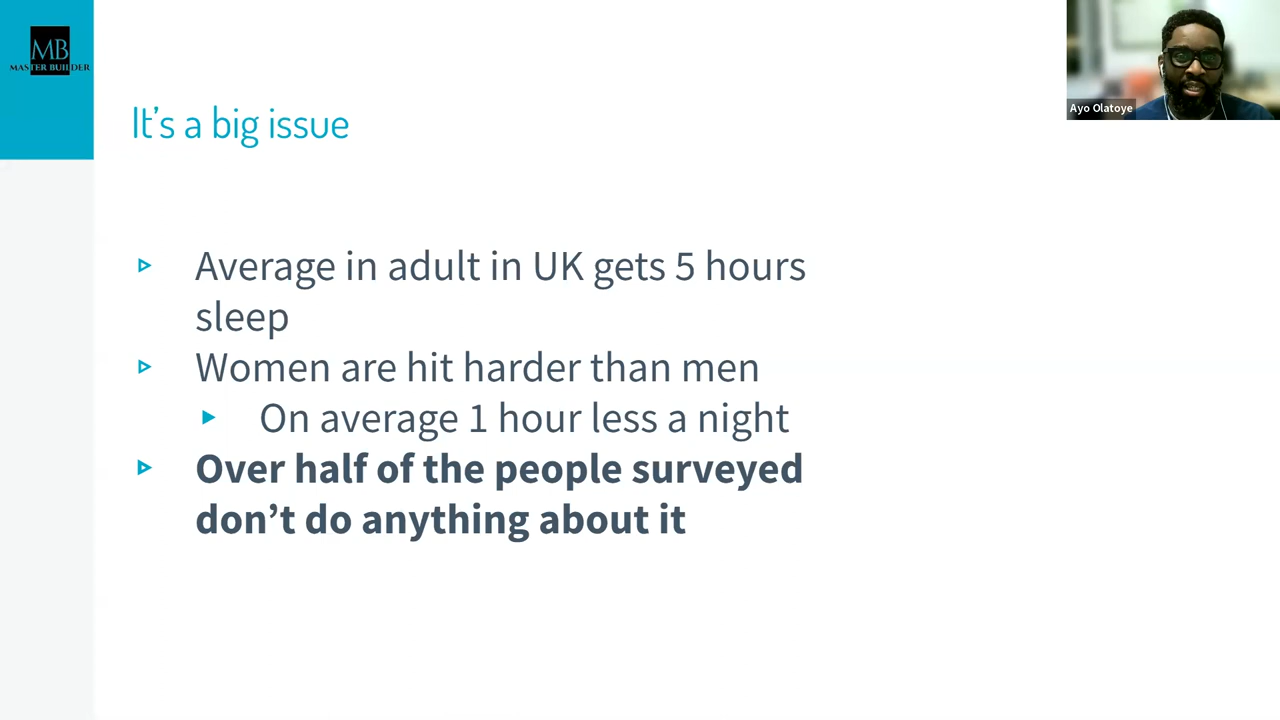 MB
MASTER BUILDER
Ayo Olatoye
It's a big issue
Average in adult in UK gets 5 hours
sleep
Women are hit harder than men
On average 1 hour less a night
Over half of the people surveyed
don't do anything about it